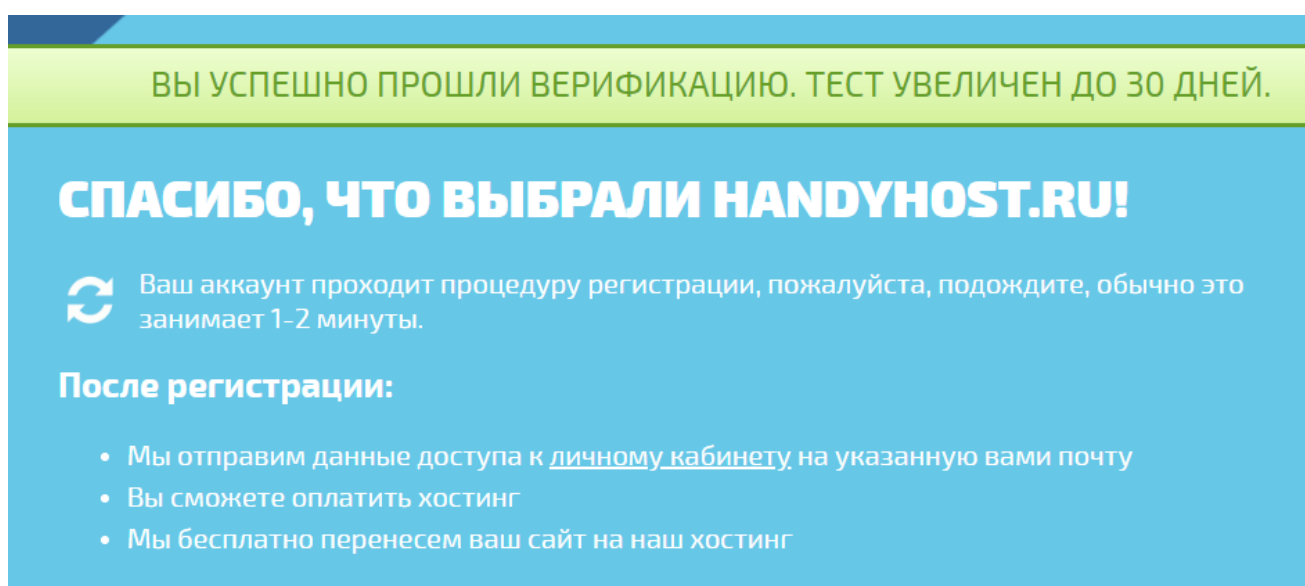 ВЫ УСПЕШНО ПРОШЛИ ВЕРИФИКАЦИЮ. ТЕСТ УВЕЛИЧЕН ДО 30 ДНЕЙ.
СПАСИБО, ЧТО ВЫБРАЛИ HANDYHOST.RU!
Ваш аккаунт проходит процедуру регистрации, пожалуйста, подождите, обычно это
занимает 1-2 минуты.
После регистрации:
• Мы отправим данные доступа к личному кабинету на указанную вами почту
• Вы сможете оплатить хостинг
• Мы бесплатно перенесем ваш сайт на наш хостинг